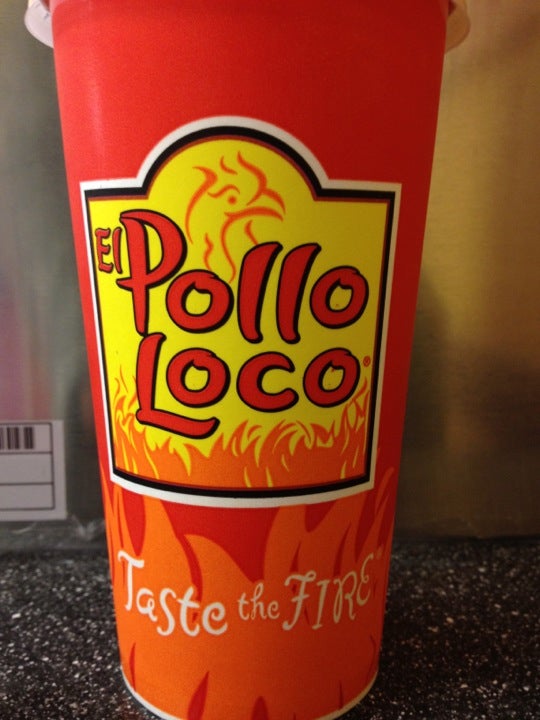 El Pollo
Loco®
Taste the FIRE®